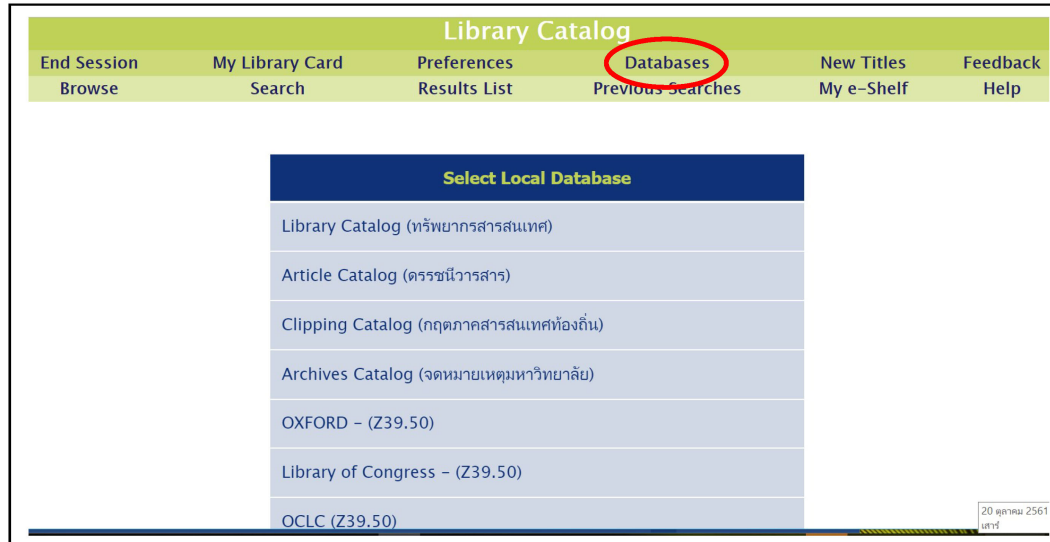 Library Catalog
End Session My Library Card Preferences Databases New Titles Feedback
Browse Search Results List Previous Searches My e-Shelf Help
Select Local Database
Library Catalog (ทรัพยากรสารสนเทศ)
Article Catalog (ดรรชนีวารสาร)
Clipping Catalog (กฤตภาคสารสนเทศท้องถิ่น)
Archives Catalog (จดหมายเหตุมหาวิทยาลัย)
OXFORD – (Z39.50)
Library of Congress – (Z39.50)
OCLC (Z39.50)
20 ตุลาคม 2561
เสาร์